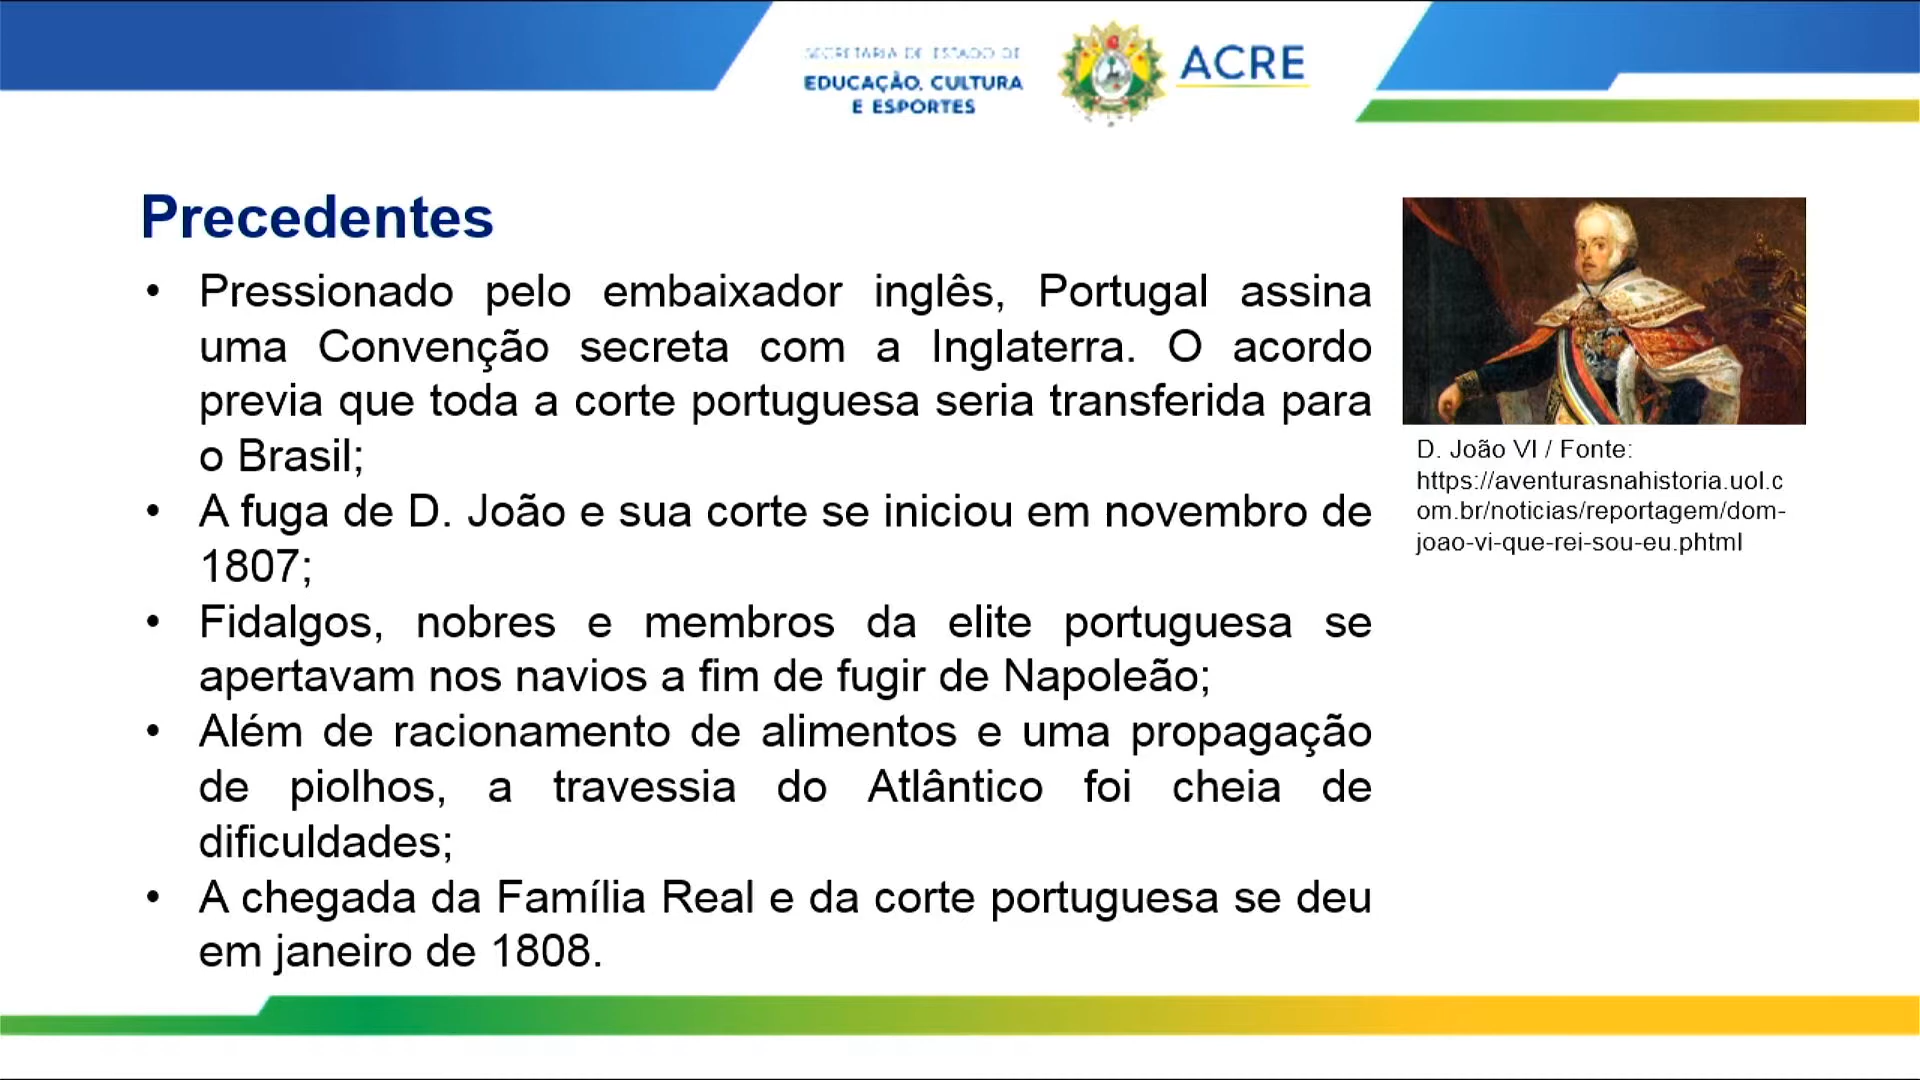 SECRETARIA DE ESTADO DE
EDUCAÇÃO, CULTURA
E ESPORTES
ACRE
Precedentes
• Pressionado pelo embaixador inglês, Portugal assina
uma Convenção secreta com a Inglaterra. O acordo
previa que toda a corte portuguesa seria transferida para
o Brasil;
• A fuga de D. João e sua corte se iniciou em novembro de
1807;
• Fidalgos, nobres e membros da elite portuguesa se
apertavam nos navios a fim de fugir de Napoleão;
• Além de racionamento de alimentos e uma propagação
de piolhos, a travessia do Atlântico foi cheia de
dificuldades;
• A chegada da Família Real e da corte portuguesa se deu
em janeiro de 1808.
D. João VI / Fonte:
https://aventurasnahistoria.uol.c
om.br/noticias/reportagem/dom-
joao-vi-que-rei-sou-eu.phtml